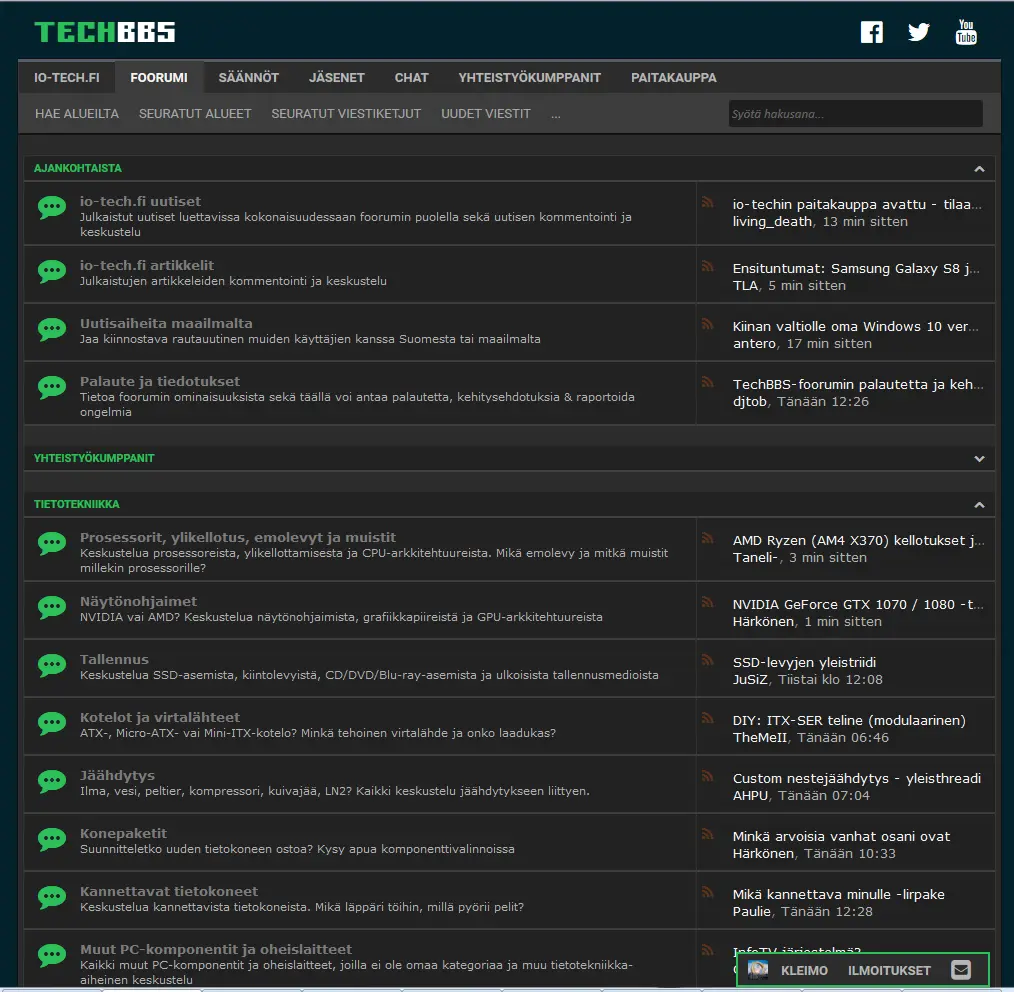 TECHBBS
You
Tube
IO-TECH.FI FOORUMI SÄÄNNÖT JÄSENET CHAT YHTEISTYÖKUMPPANIT PAITAKAUPPA
HAE ALUEILTA SEURATUT ALUEET SEURATUT VIESTIKETJUT UUDET VIESTIT ... Syötä hakusana...
AJANKOHTAISTA
io-tech.fi uutiset
Julkaistut uutiset luettavissa kokonaisuudessaan foorumin puolella sekä uutisen kommentointi ja
keskustelu
io-techin paitakauppa avattu - tilaa...
living_death, 13 min sitten
io-tech.fi artikkelit
Julkaistujen artikkeleiden kommentointi ja keskustelu
Ensituntumat: Samsung Galaxy S8 j...
TLA, 5 min sitten
Uutisaiheita maailmalta
Jaa kiinnostava rautauutinen muiden käyttäjien kanssa Suomesta tai maailmalta
Kiinan valtiolle oma Windows 10 ver...
antero, 17 min sitten
Palaute ja tiedotukset
Tietoa foorumin ominaisuuksista sekä täällä voi antaa palautetta, kehitysehdotuksia & raportoida
ongelmia
TechBBS-foorumin palautetta ja keh...
djtob, Tänään 12:26
YHTEISTYÖKUMPPANIT
TIETOTEKNIIKKA
Prosessorit, ylikellotus, emolevyt ja muistit
Keskustelua prosessoreista, ylikellottamisesta ja CPU-arkkitehtuureista. Mikä emolevy ja mitkä muistit
millekin prosessorille?
AMD Ryzen (AM4 X370) kellotukset j...
Taneli-, 3 min sitten
Näytönohjaimet
NVIDIA vai AMD? Keskustelua näytönohjaimista, grafiikkapiireistä ja GPU-arkkitehtuureista
NVIDIA GeForce GTX 1070 / 1080 -t...
Härkönen, 1 min sitten
Tallennus
Keskustelua SSD-asemista, kiintolevyistä, CD/DVD/Blu-ray-asemista ja ulkoisista tallennusmedioista
SSD-levyjen yleistriidi
JuSiZ, Tiistai klo 12:08
Kotelot ja virtalähteet
ATX-, Micro-ATX- vai Mini-ITX-kotelo? Minkä tehoinen virtalähde ja onko laadukas?
DIY: ITX-SER teline (modulaarinen)
TheMeII, Tänään 06:46
Jäähdytys
Ilma, vesi, peltier, kompressori, kuivajää, LN2? Kaikki keskustelu jäähdytykseen liittyen.
Custom nestejäähdytys - yleisthreadi
AHPU, Tänään 07:04
Konepaketit
Suunnitteletko uuden tietokoneen ostoa? Kysy apua komponenttivalinnoissa
Minkä arvoisia vanhat osani ovat
Härkönen, Tänään 10:33
Kannettavat tietokoneet
Keskustelua kannettavista tietokoneista. Mikä läppäri töihin, millä pyörii pelit?
Mikä kannettava minulle -lirpake
Paulie, Tänään 12:28
Muut PC-komponentit ja oheislaitteet
Kaikki muut PC-komponentit ja oheislaitteet, joilla ei ole omaa kategoriaa ja muu tietotekniikka-
aiheinen keskustelu
InfoTV-järjestelmä?
KLEIMO ILMOITUKSET